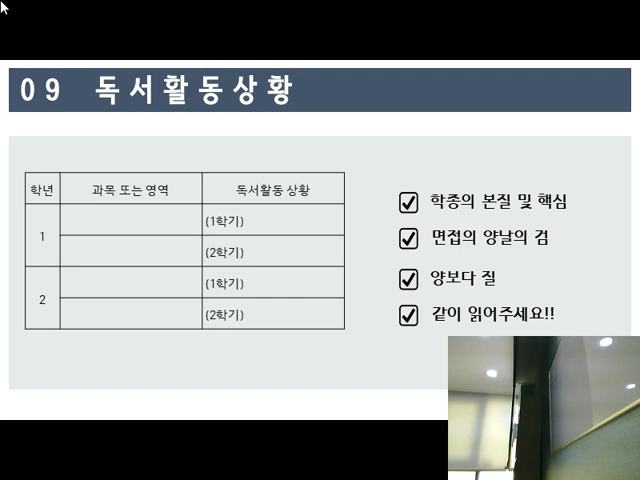 09 독서활동상황
학년 과목 또는 영역 독서활동 상황
1 (1학기)
(2학기)
2 (1학기)
(2학기)
학종의 본질 및 핵심
면접의 양날의 검
양보다 질
같이 읽어주세요!!